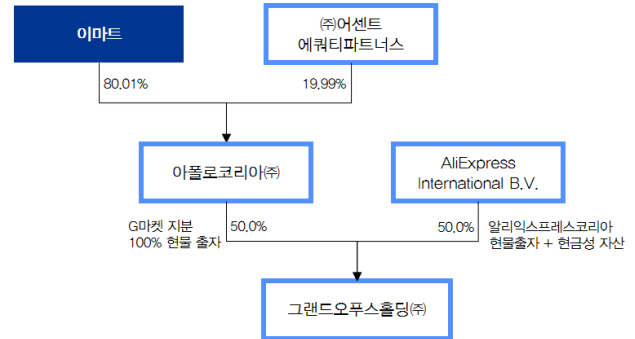 이마트
㈜어센트
에쿼티파트너스
80.01%
19.99%
아폴로코리아㈜
AliExpress
International B.V.
G마켓 지분
100% 현물 출자
50.0%
50.0%
알리익스프레스코리아
현물출자 + 현금성 자산
그랜드오푸스홀딩㈜